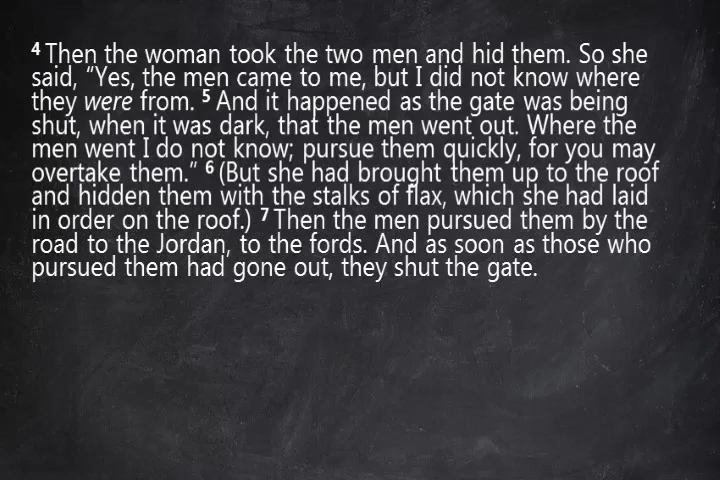 4 Then the woman took the two men and hid them. So she
said, “Yes, the men came to me, but I did not know where
they were from. 5 And it happened as the gate was being
shut, when it was dark, that the men went out. Where the
men went I do not know; pursue them quickly, for you may
overtake them.” 6 (But she had brought them up to the roof
and hidden them with the stalks of flax, which she had laid
in order on the roof.) 7 Then the men pursued them by the
road to the Jordan, to the fords. And as soon as those who
pursued them had gone out, they shut the gate.